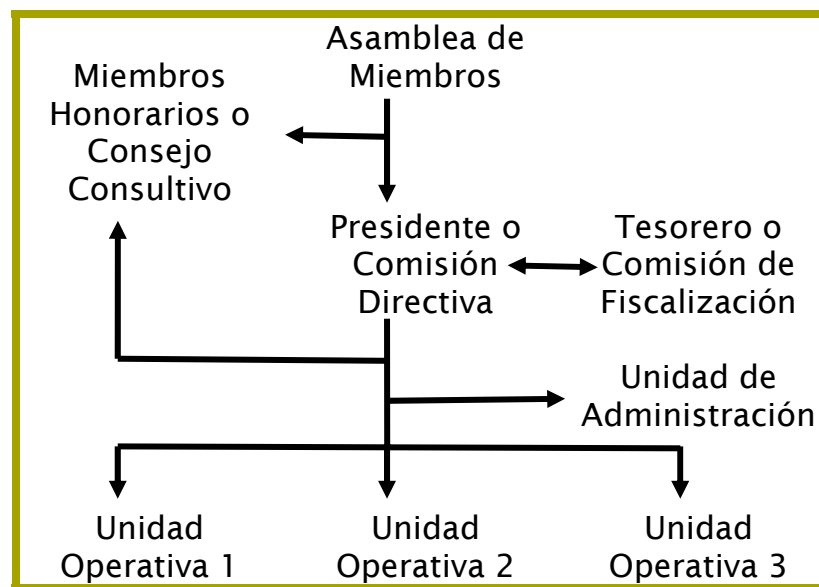 Asamblea de
Miembros
Miembros
Honorarios o
Consejo
Consultivo
Presidente o
Comisión
Directiva
Tesorero o
Comisión de
Fiscalización
Unidad de
Administración
Unidad
Operativa 1
Unidad
Operativa 2
Unidad
Operativa 3